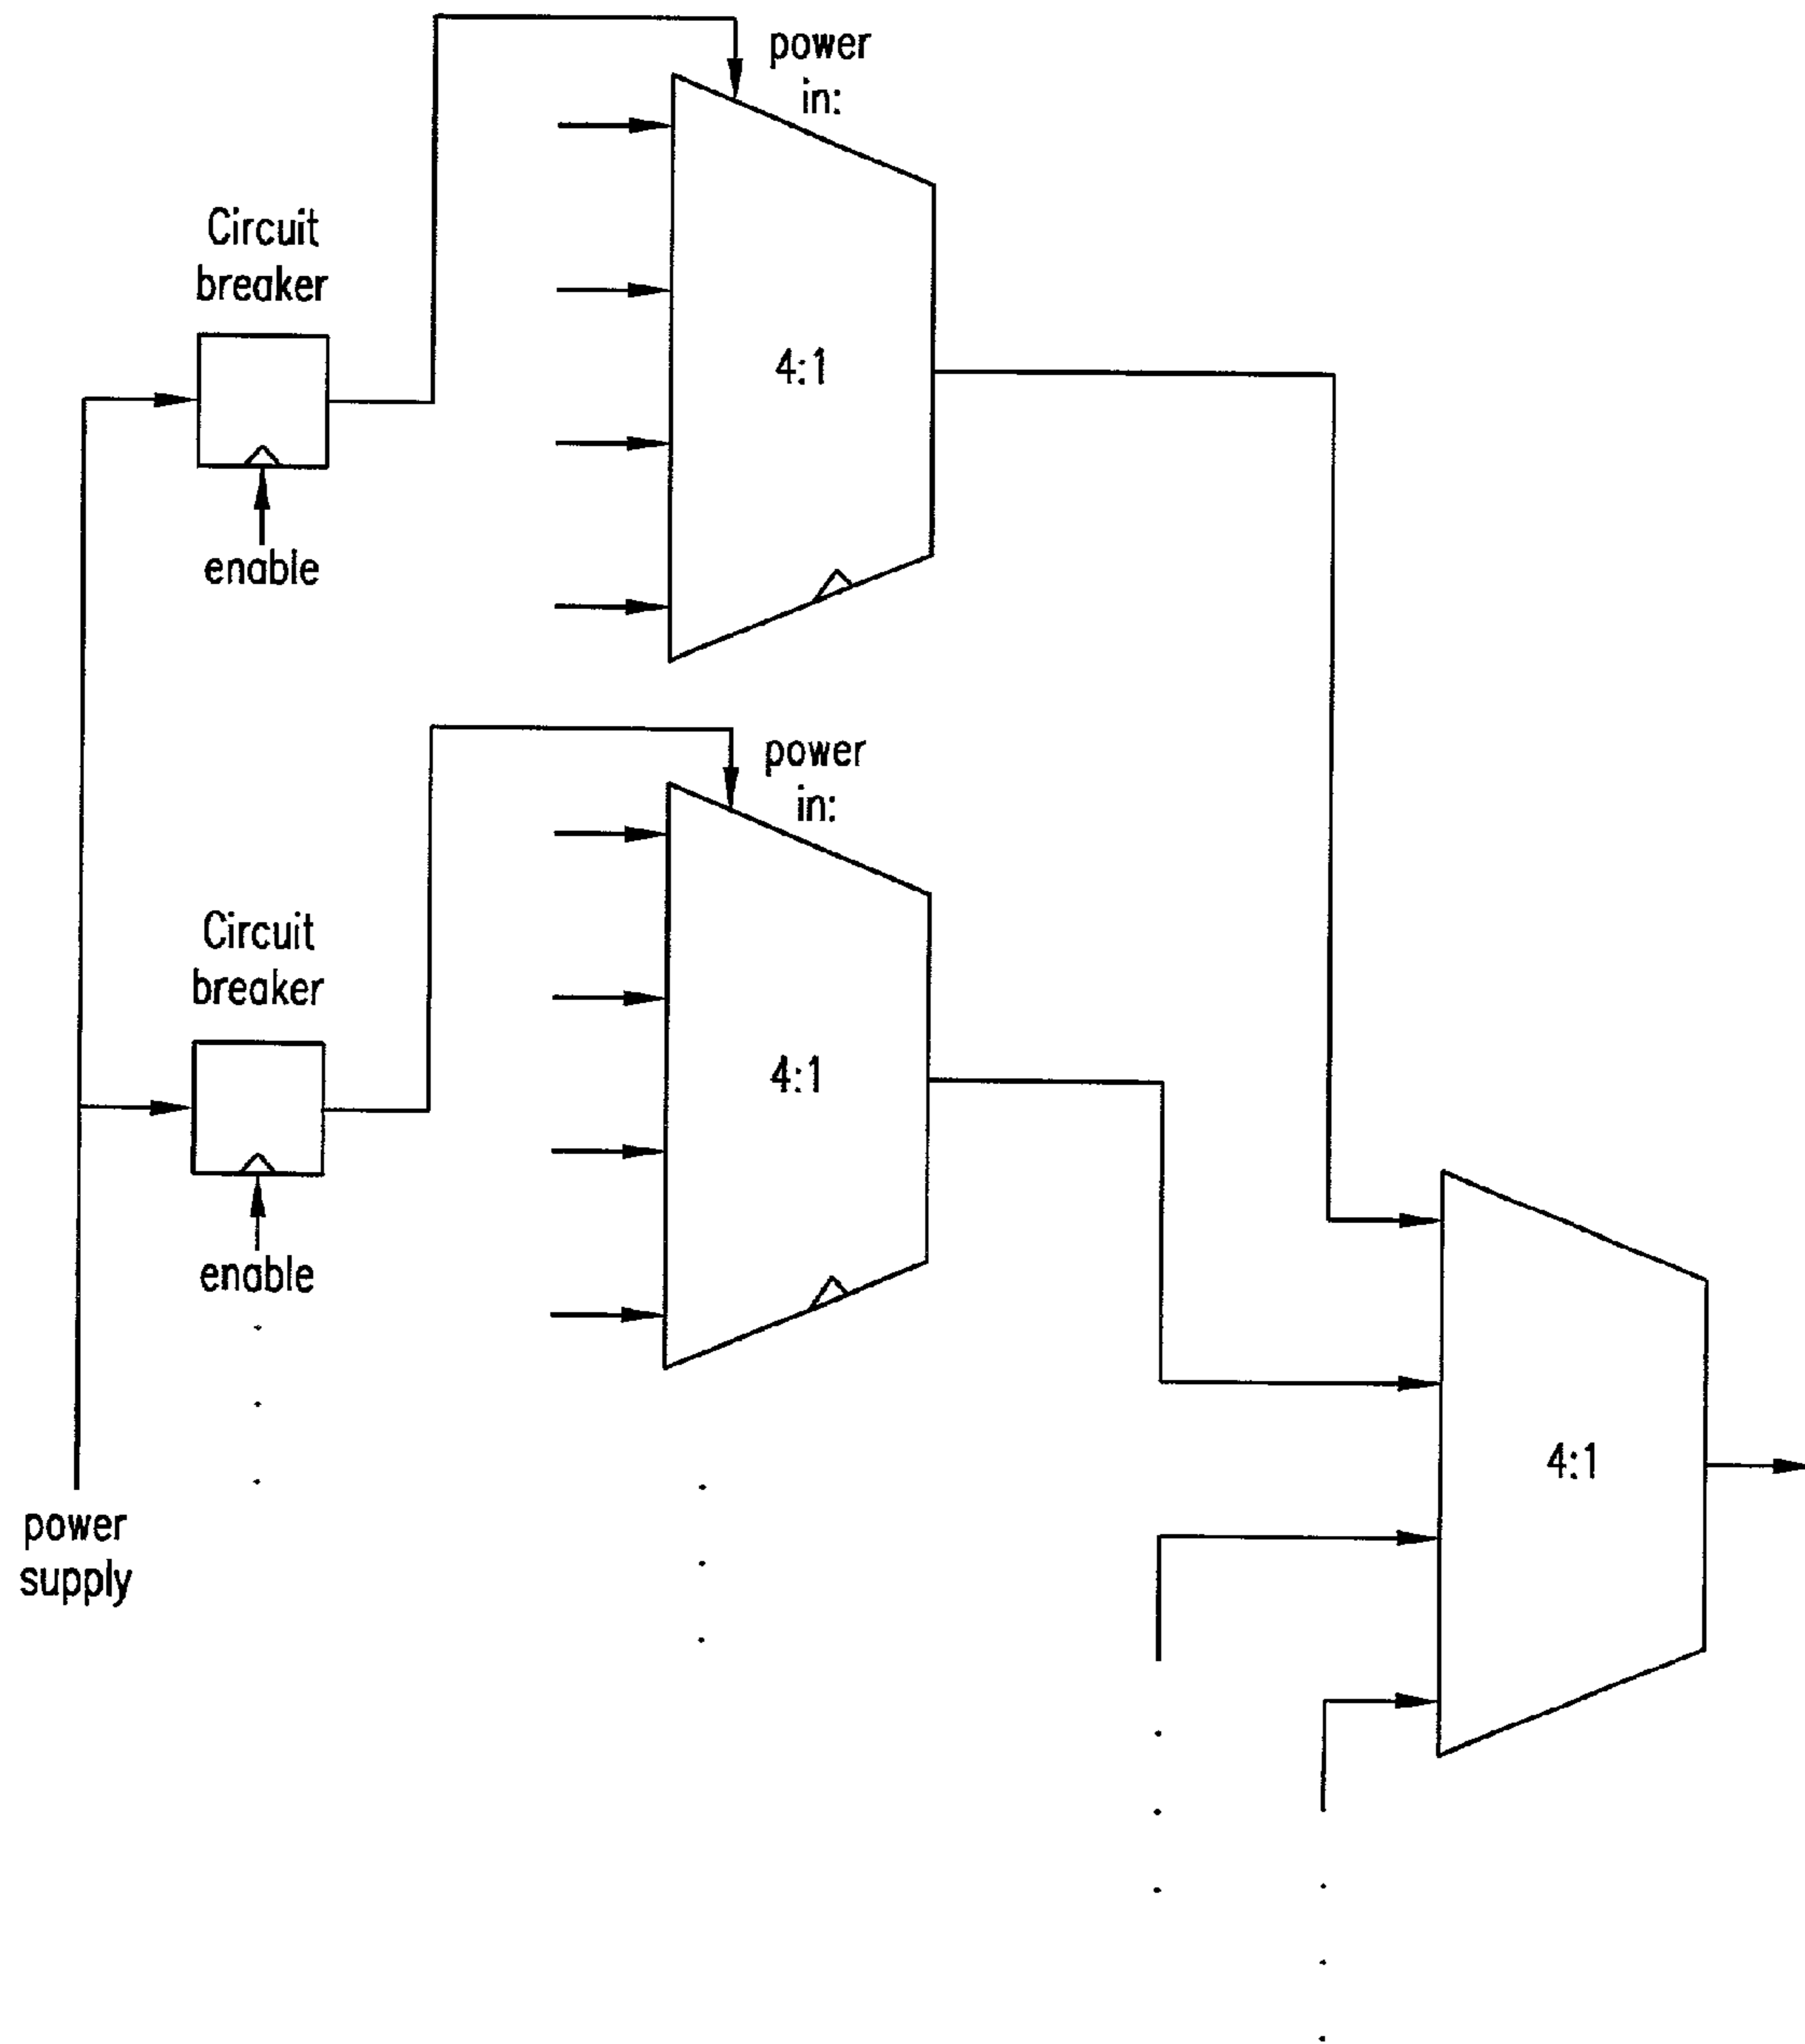 power
in:
Circuit
breaker
4:1
enable
power
in:
Circuit
breaker
4:1
enable
4:1
power
supply